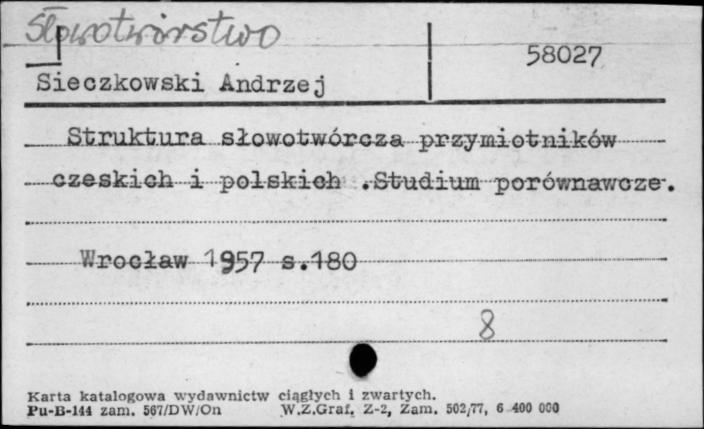 Słowotwórstwo
58027
Sieczkowski Andrzej
Struktura słowotwórcza przymiotników
czeskich i polskich .Studium porównawcze.
Wrocław 1957 s.180
8
Karta katalogowa wydawnictw ciągłych i zwartych.
Pu-B-144 zam. 567/DW/On W.Z.Graf. Z-2, Zam. 502/77, 6 400 000